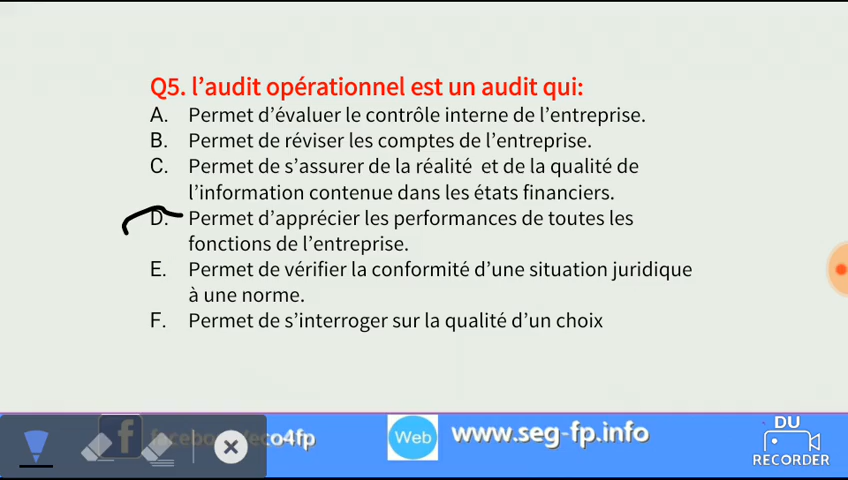 Q5. l'audit opérationnel est un audit qui:
A. Permet d'évaluer le contrôle interne de l'entreprise.
B. Permet de réviser les comptes de l'entreprise.
C. Permet de s'assurer de la réalité et de la qualité de
l'information contenue dans les états financiers.
D. Permet d'apprécier les performances de toutes les
fonctions de l'entreprise.
E. Permet de vérifier la conformité d'une situation juridique
à une norme.
F. Permet de s'interroger sur la qualité d'un choix
f facebook/eco4fp
Web www.seg-fp.info
DU
RECORDER